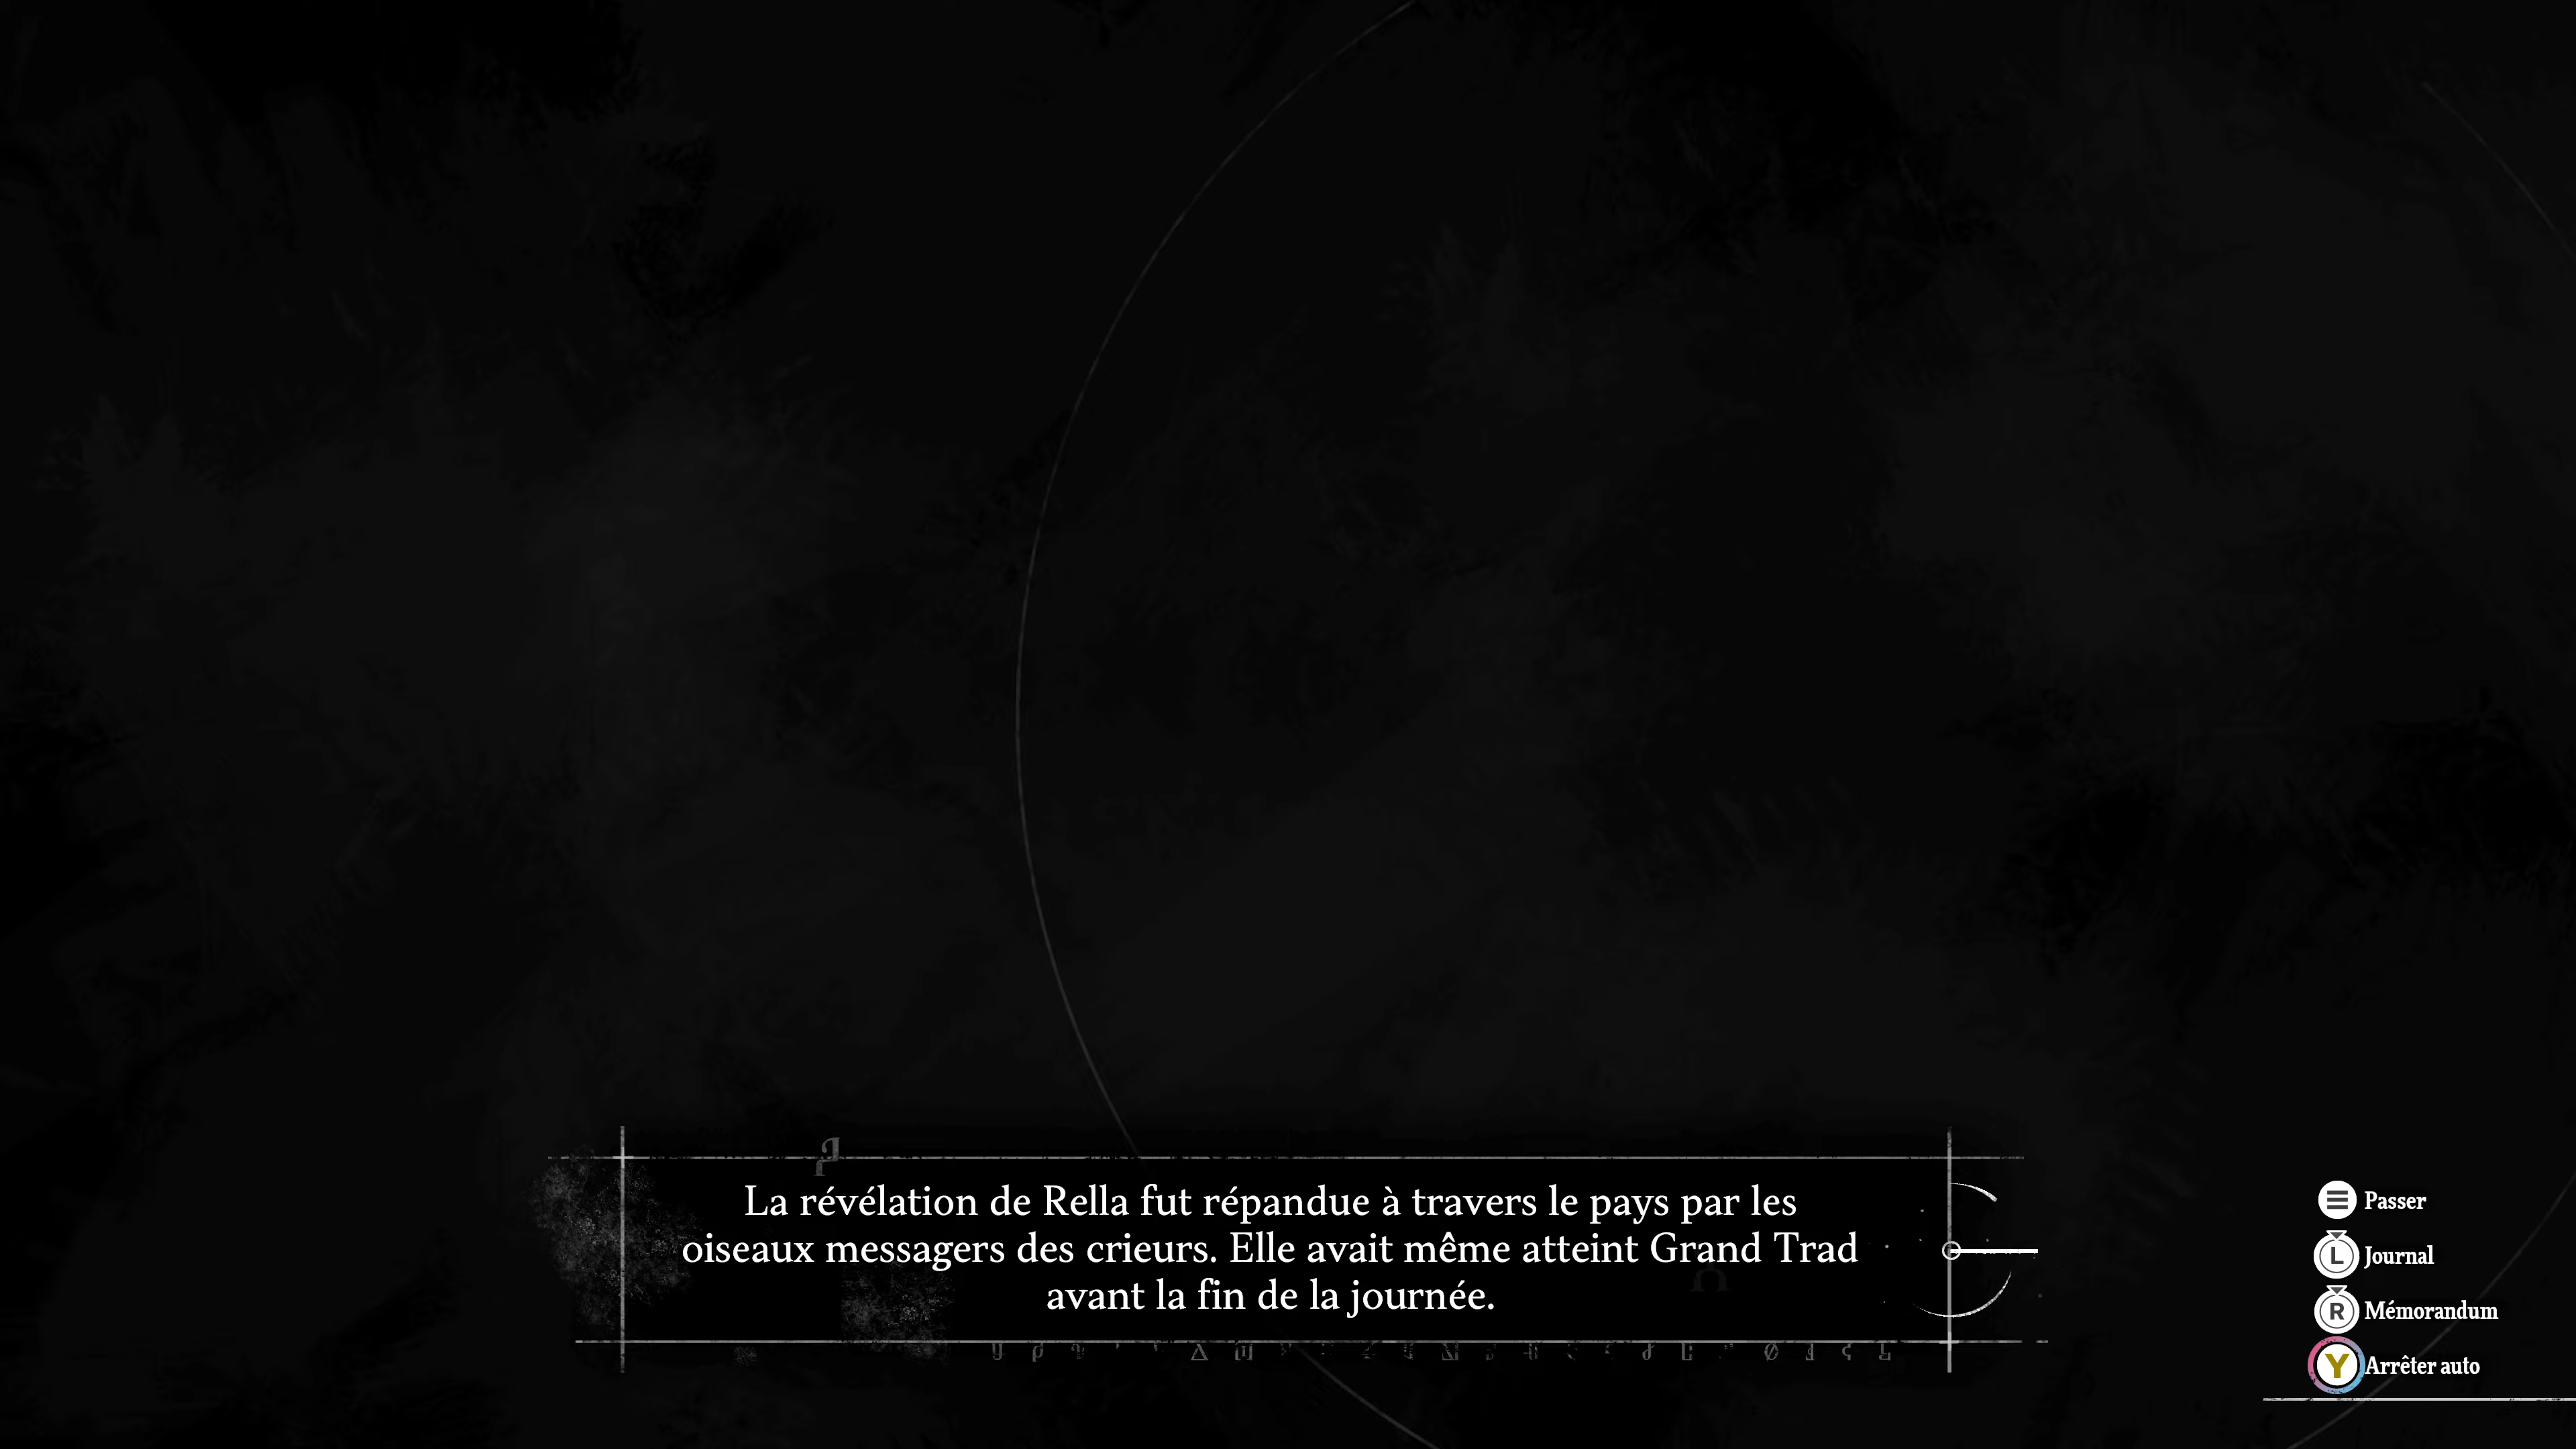 La révélation de Rella fut répandue à travers le pays par les
oiseaux messagers des crieurs. Elle avait même atteint Grand Trad
avant la fin de la journée.
Passer
L Journal
R Mémorandum
Y Arrêter auto